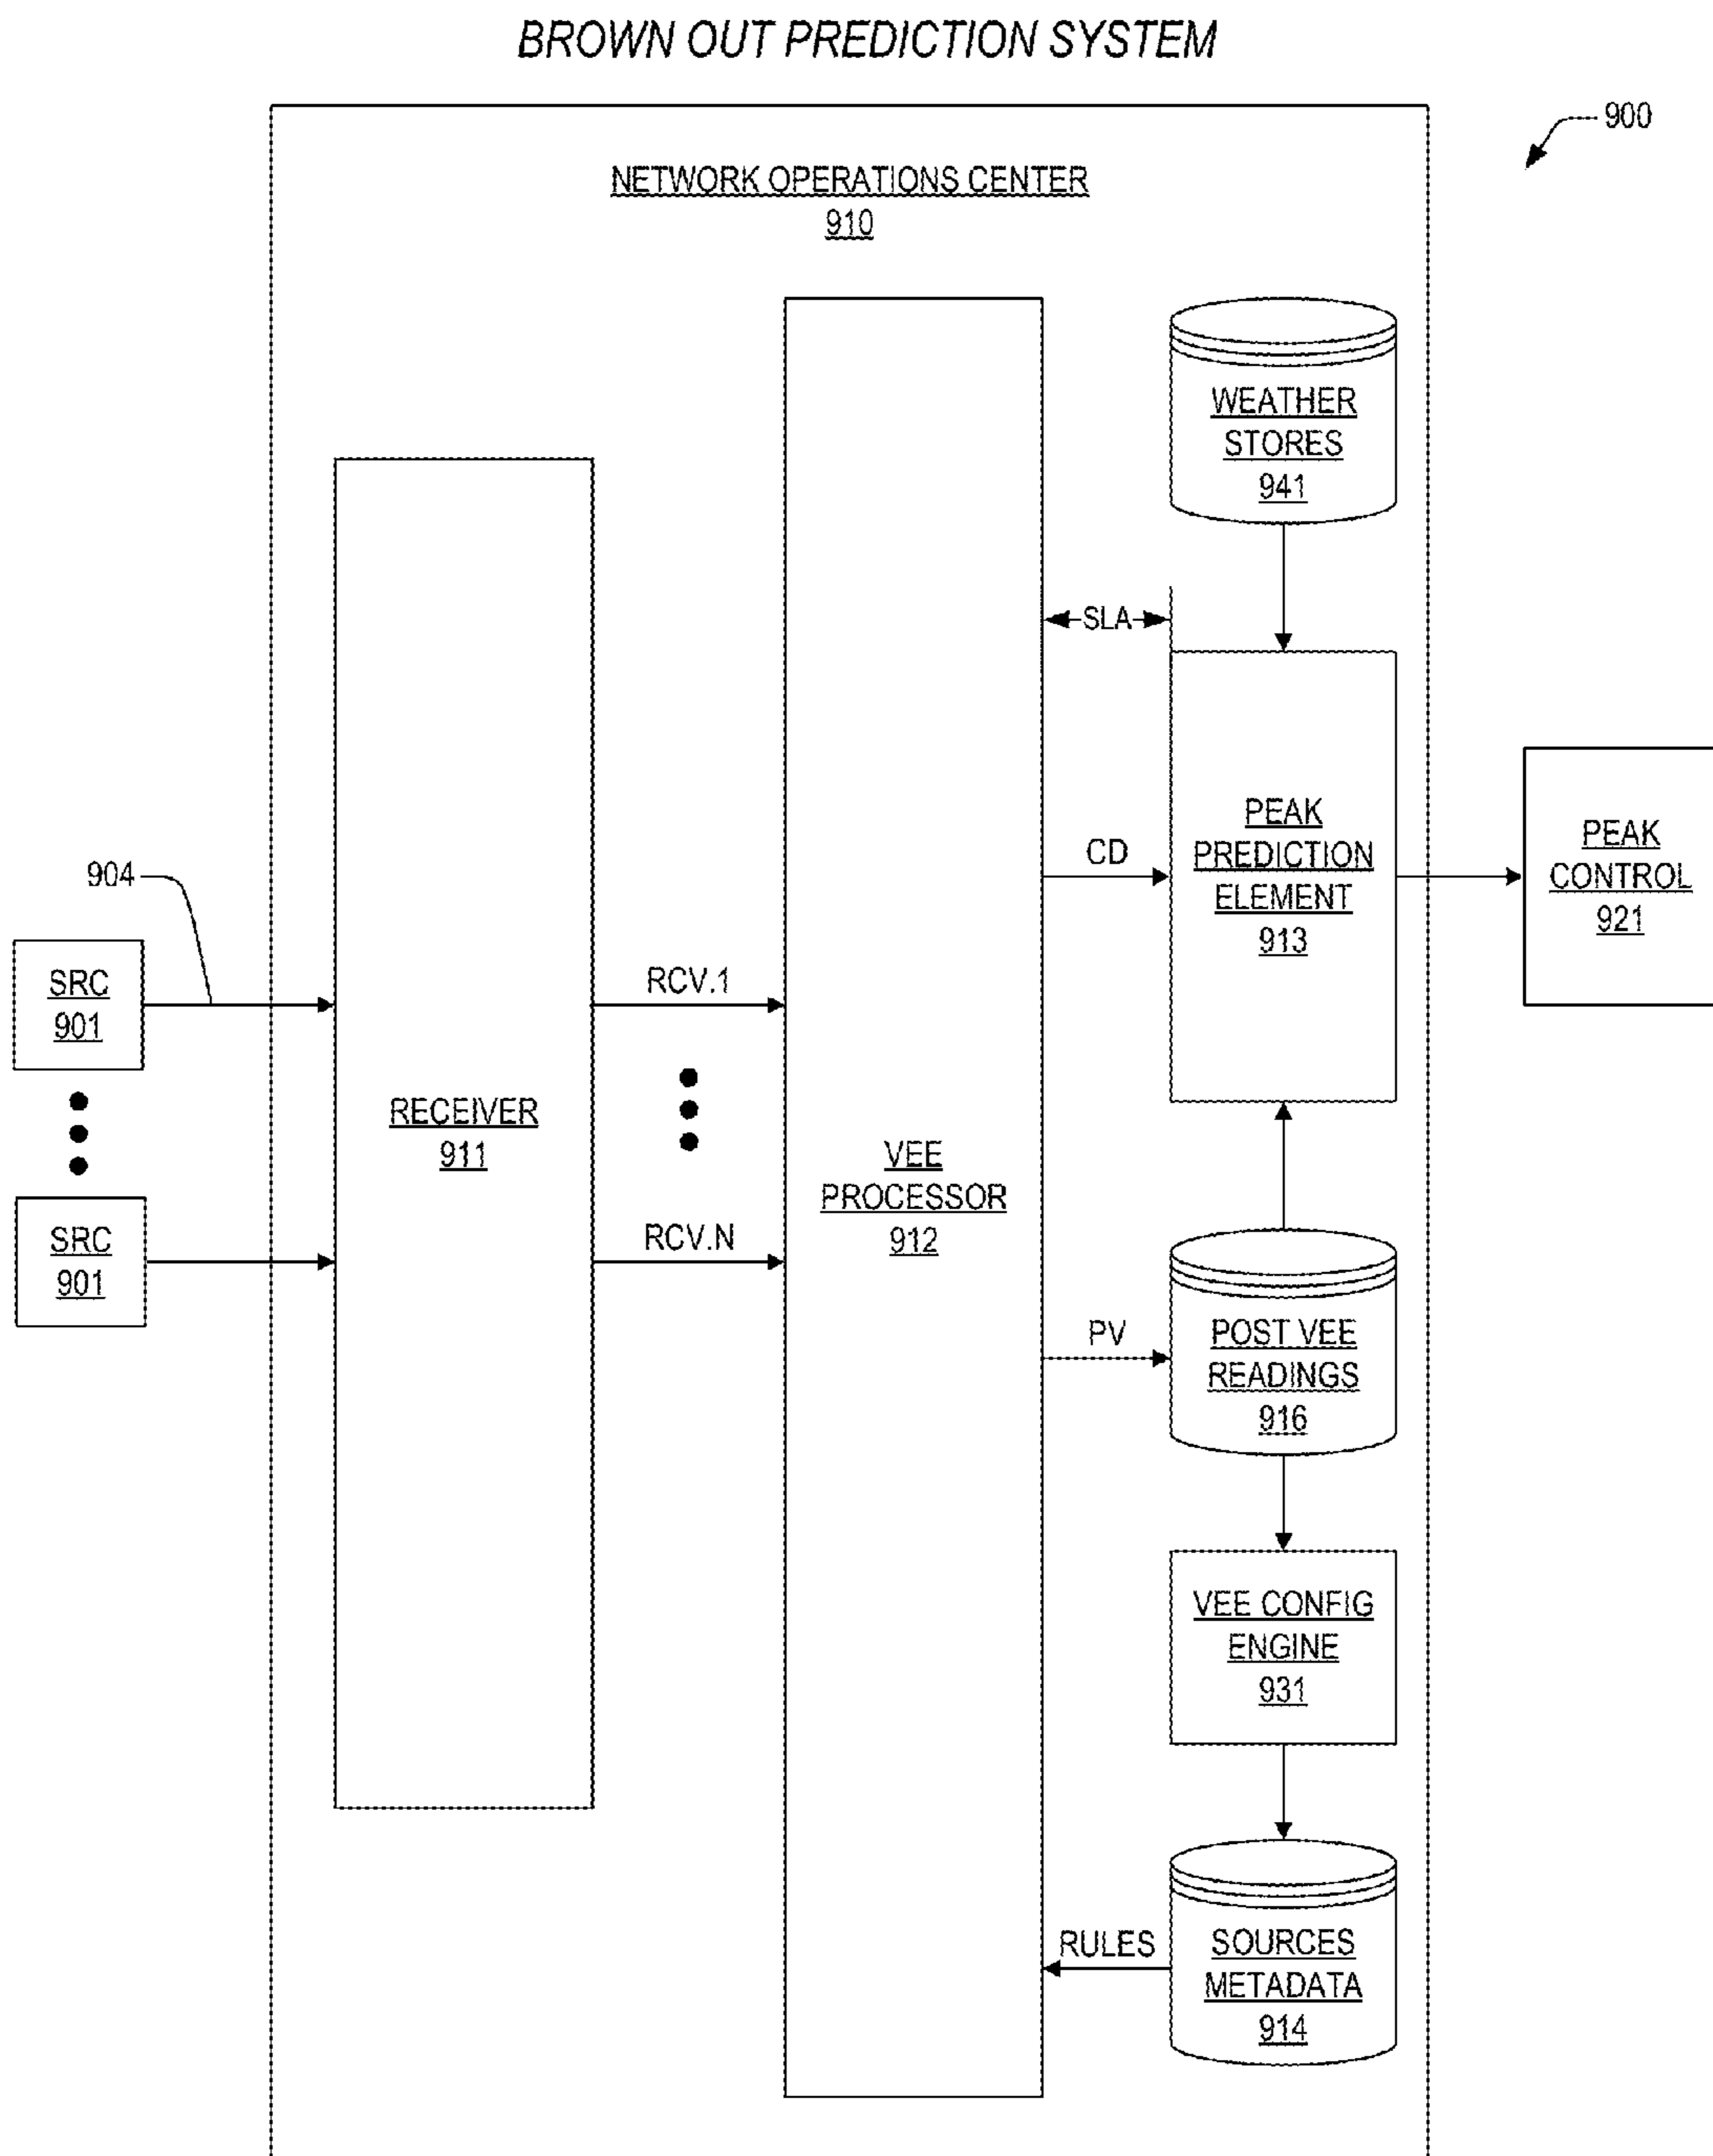 BROWN OUT PREDICTION SYSTEM
900
NETWORK OPERATIONS CENTER
910
WEATHER
STORES
941
SLA
PEAK
PREDICTION
ELEMENT
913
CD
PEAK
CONTROL
921
904
SRC
901
SRC
901
RECEIVER
911
RCV.1
RCV.N
VEE
PROCESSOR
912
PV
POST VEE
READINGS
916
VEE CONFIG
ENGINE
931
RULES
SOURCES
METADATA
914